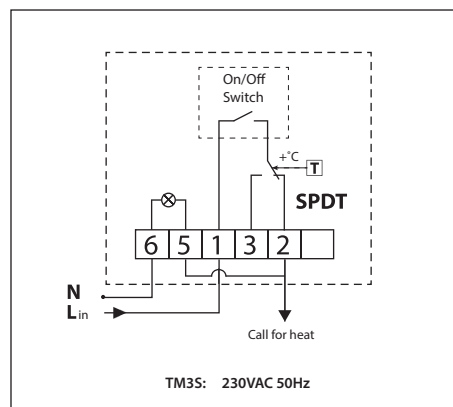 On/Off
Switch
+°C
T
SPDT
6 5 1 3 2
N
L in
Call for heat
TM3S: 230VAC 50Hz